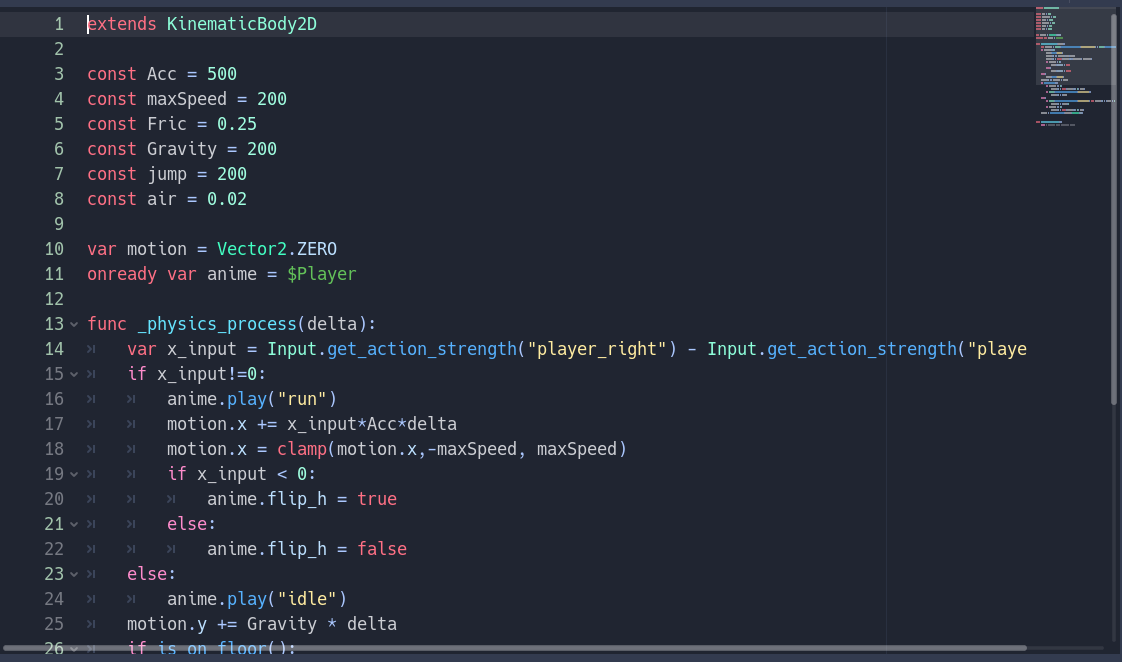 1 extends KinematicBody2D
2
3 const Acc = 500
4 const maxSpeed = 200
5 const Fric = 0.25
6 const Gravity = 200
7 const jump = 200
8 const air = 0.02
9
10 var motion = Vector2.ZERO
11 onready var anime = $Player
12
13 func _physics_process(delta):
14 var x_input = Input.get_action_strength("player_right") - Input.get_action_strength("playe
15 if x_input!=0:
16 anime.play("run")
17 motion.x += x_input*Acc*delta
18 motion.x = clamp(motion.x,-maxSpeed, maxSpeed)
19 if x_input < 0:
20 anime.flip_h = true
21 else:
22 anime.flip_h = false
23 else:
24 anime.play("idle")
25 motion.y += Gravity * delta
26 if is_on_floor():